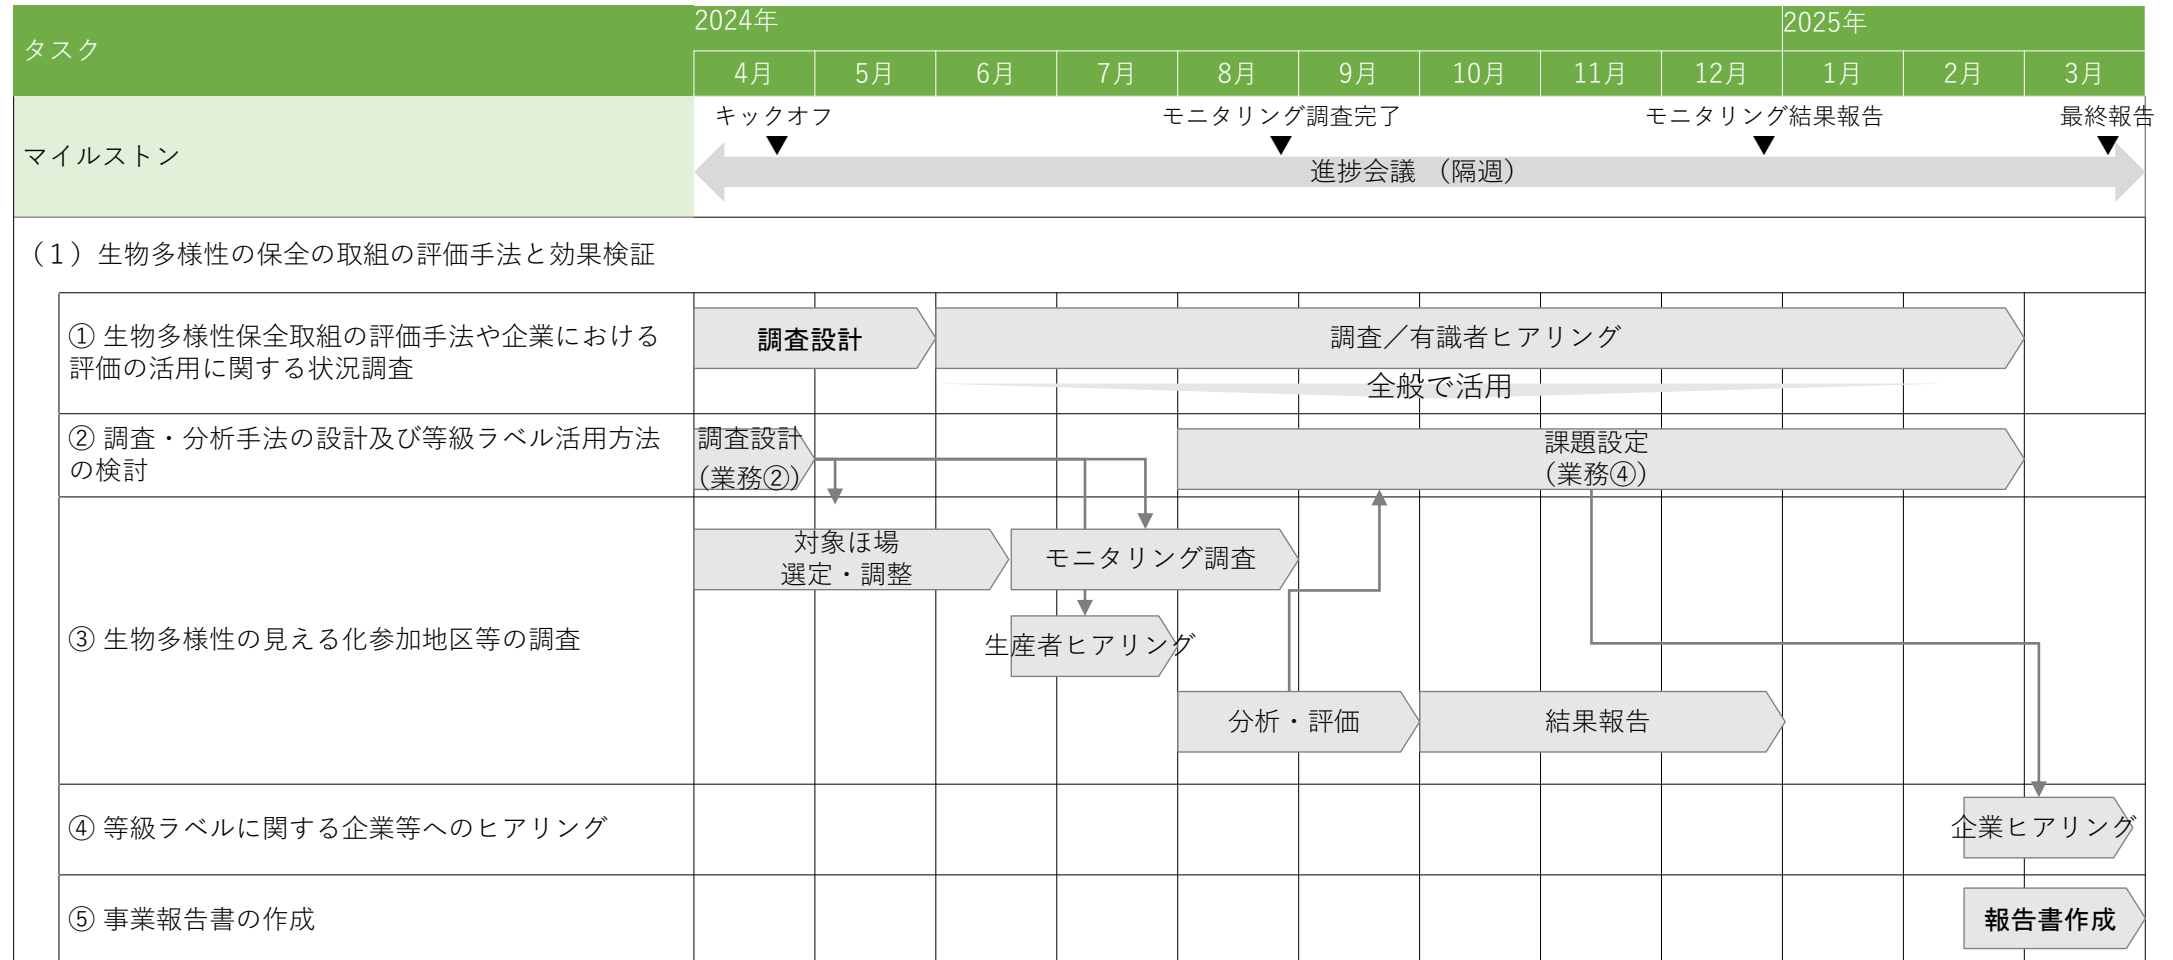 タスク
2024年
2025年
4月
5月
6月
7月
8月
9月
10月
11月
12月
1月
2月
3月
マイルストン
キックオフ
モニタリング調査完了
モニタリング結果報告
最終報告
進捗会議 （隔週）
（１）生物多様性の保全の取組の評価手法と効果検証
① 生物多様性保全取組の評価手法や企業における
評価の活用に関する状況調査
調査設計
調査／有識者ヒアリング
全般で活用
② 調査・分析手法の設計及び等級ラベル活用方法
の検討
調査設計
(業務②)
課題設定
(業務④)
③ 生物多様性の見える化参加地区等の調査
対象ほ場
選定・調整
モニタリング調査
生産者ヒアリング
分析・評価
結果報告
④ 等級ラベルに関する企業等へのヒアリング
企業ヒアリング
⑤ 事業報告書の作成
報告書作成